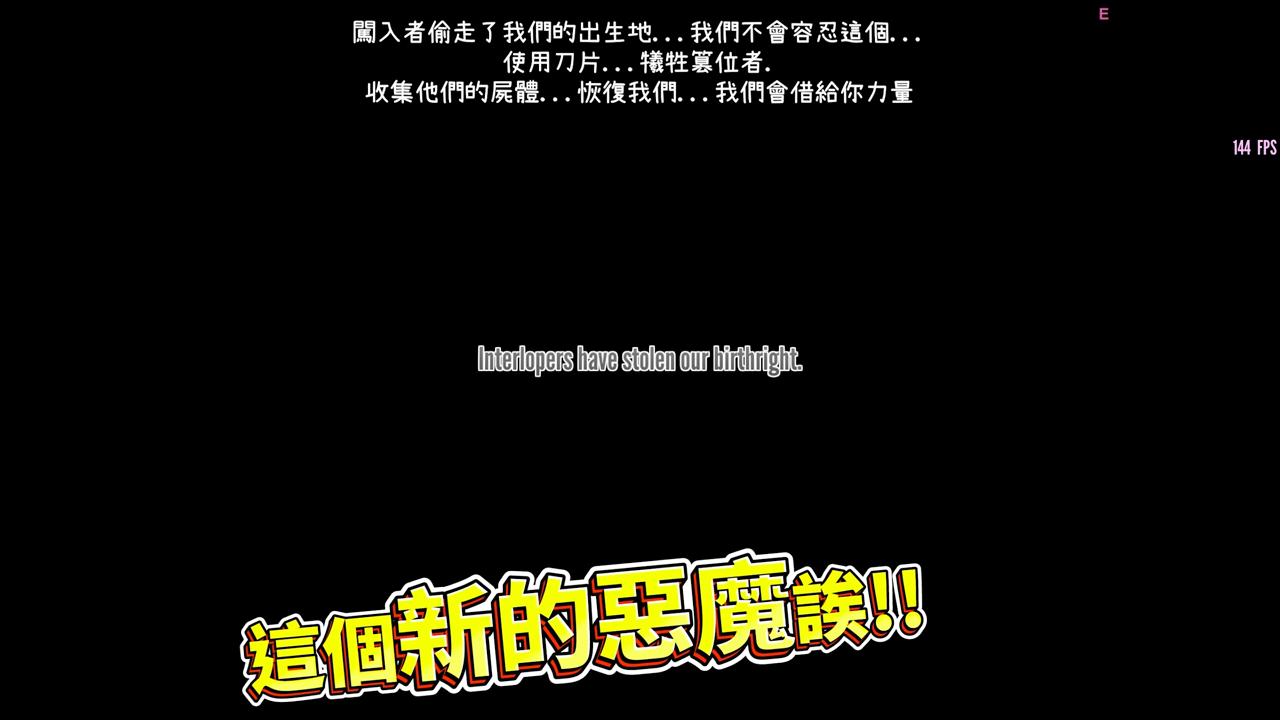 E
闖入者偷走了我們的出生地...我們不會容忍這個...
使用刀片...犧牲篡位者.
收集他們的屍體...恢復我們...我們會借給你力量
144 FPS
Interlopers have stolen our birthright.
這個新的惡魔誒!!